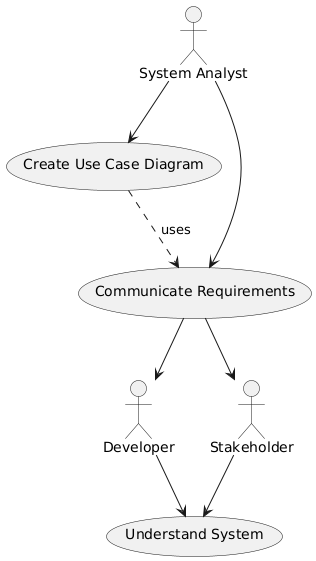 System Analyst
Create Use Case Diagram
uses
Communicate Requirements
Developer
Stakeholder
Understand System